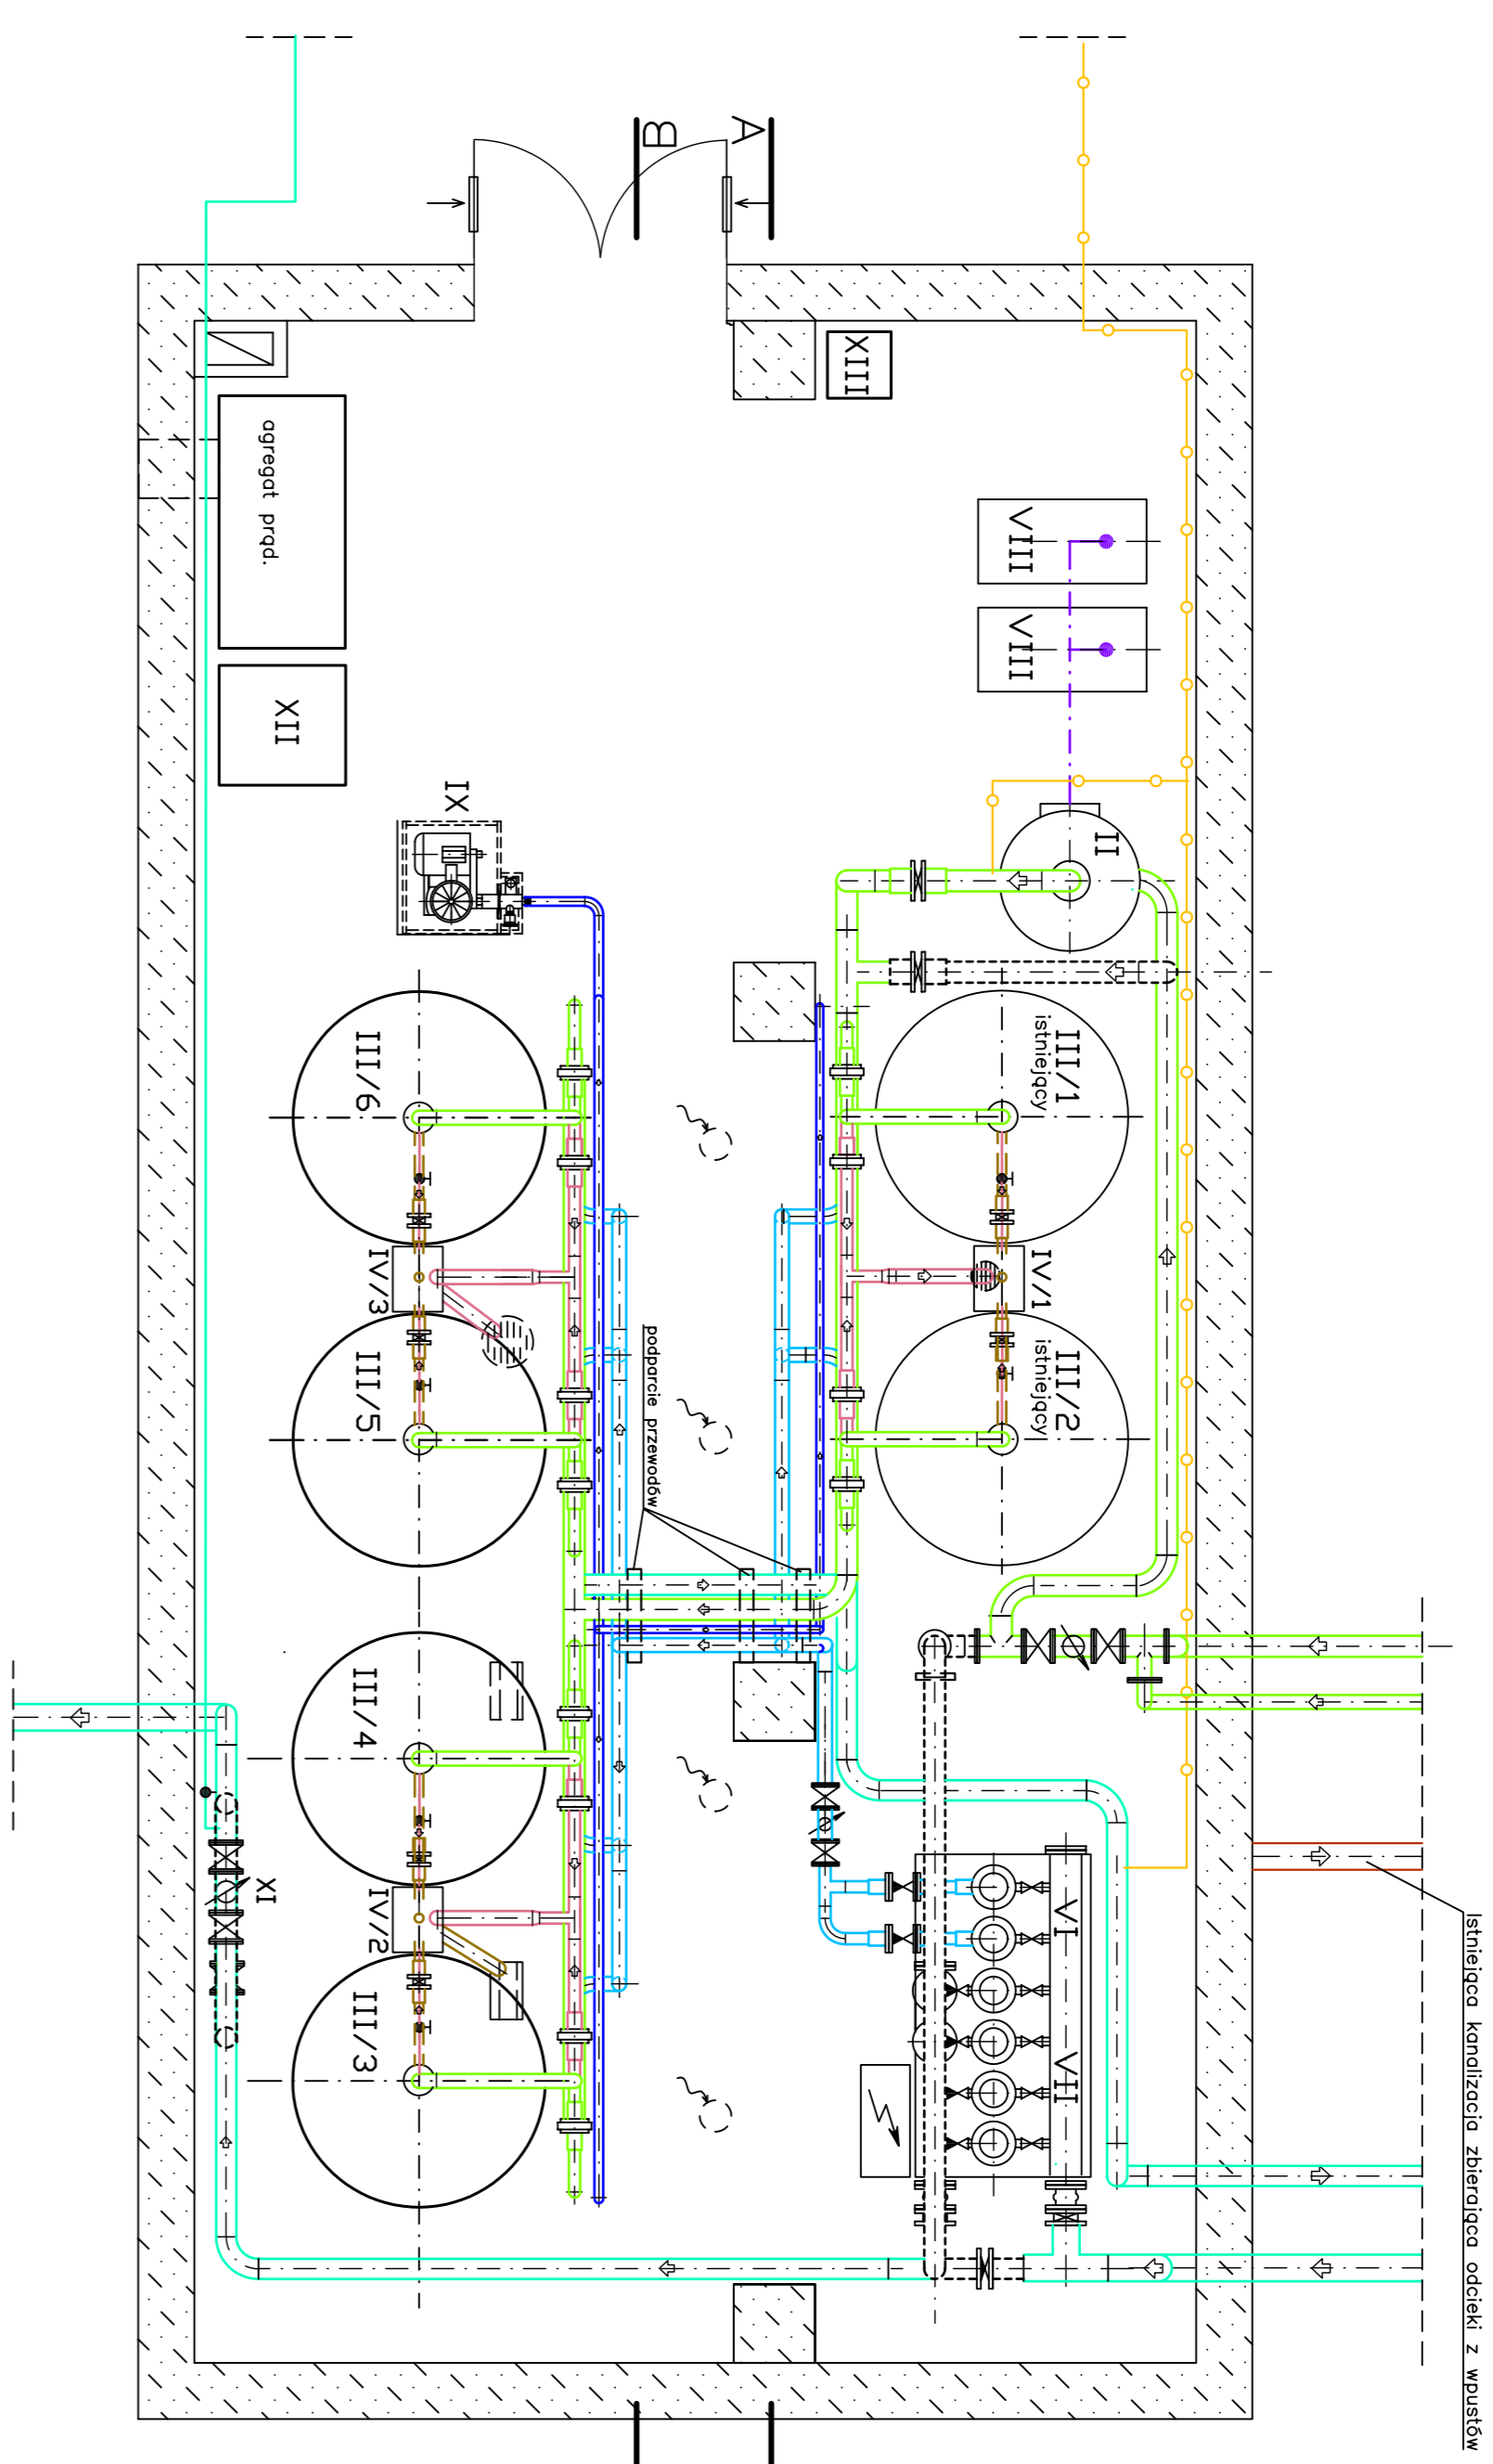 B
A
XIII
agregat prąd.
VIII
VIII
XII
IX
II
III/6
III/1
istniejący
IV/3
IV/1
III/5
III/2
istniejący
podparcie przewodów
III/4
XI
IV/2
VI
III/3
VII
Istniejąca kanalizacja zbierająca odcieki z wpustów